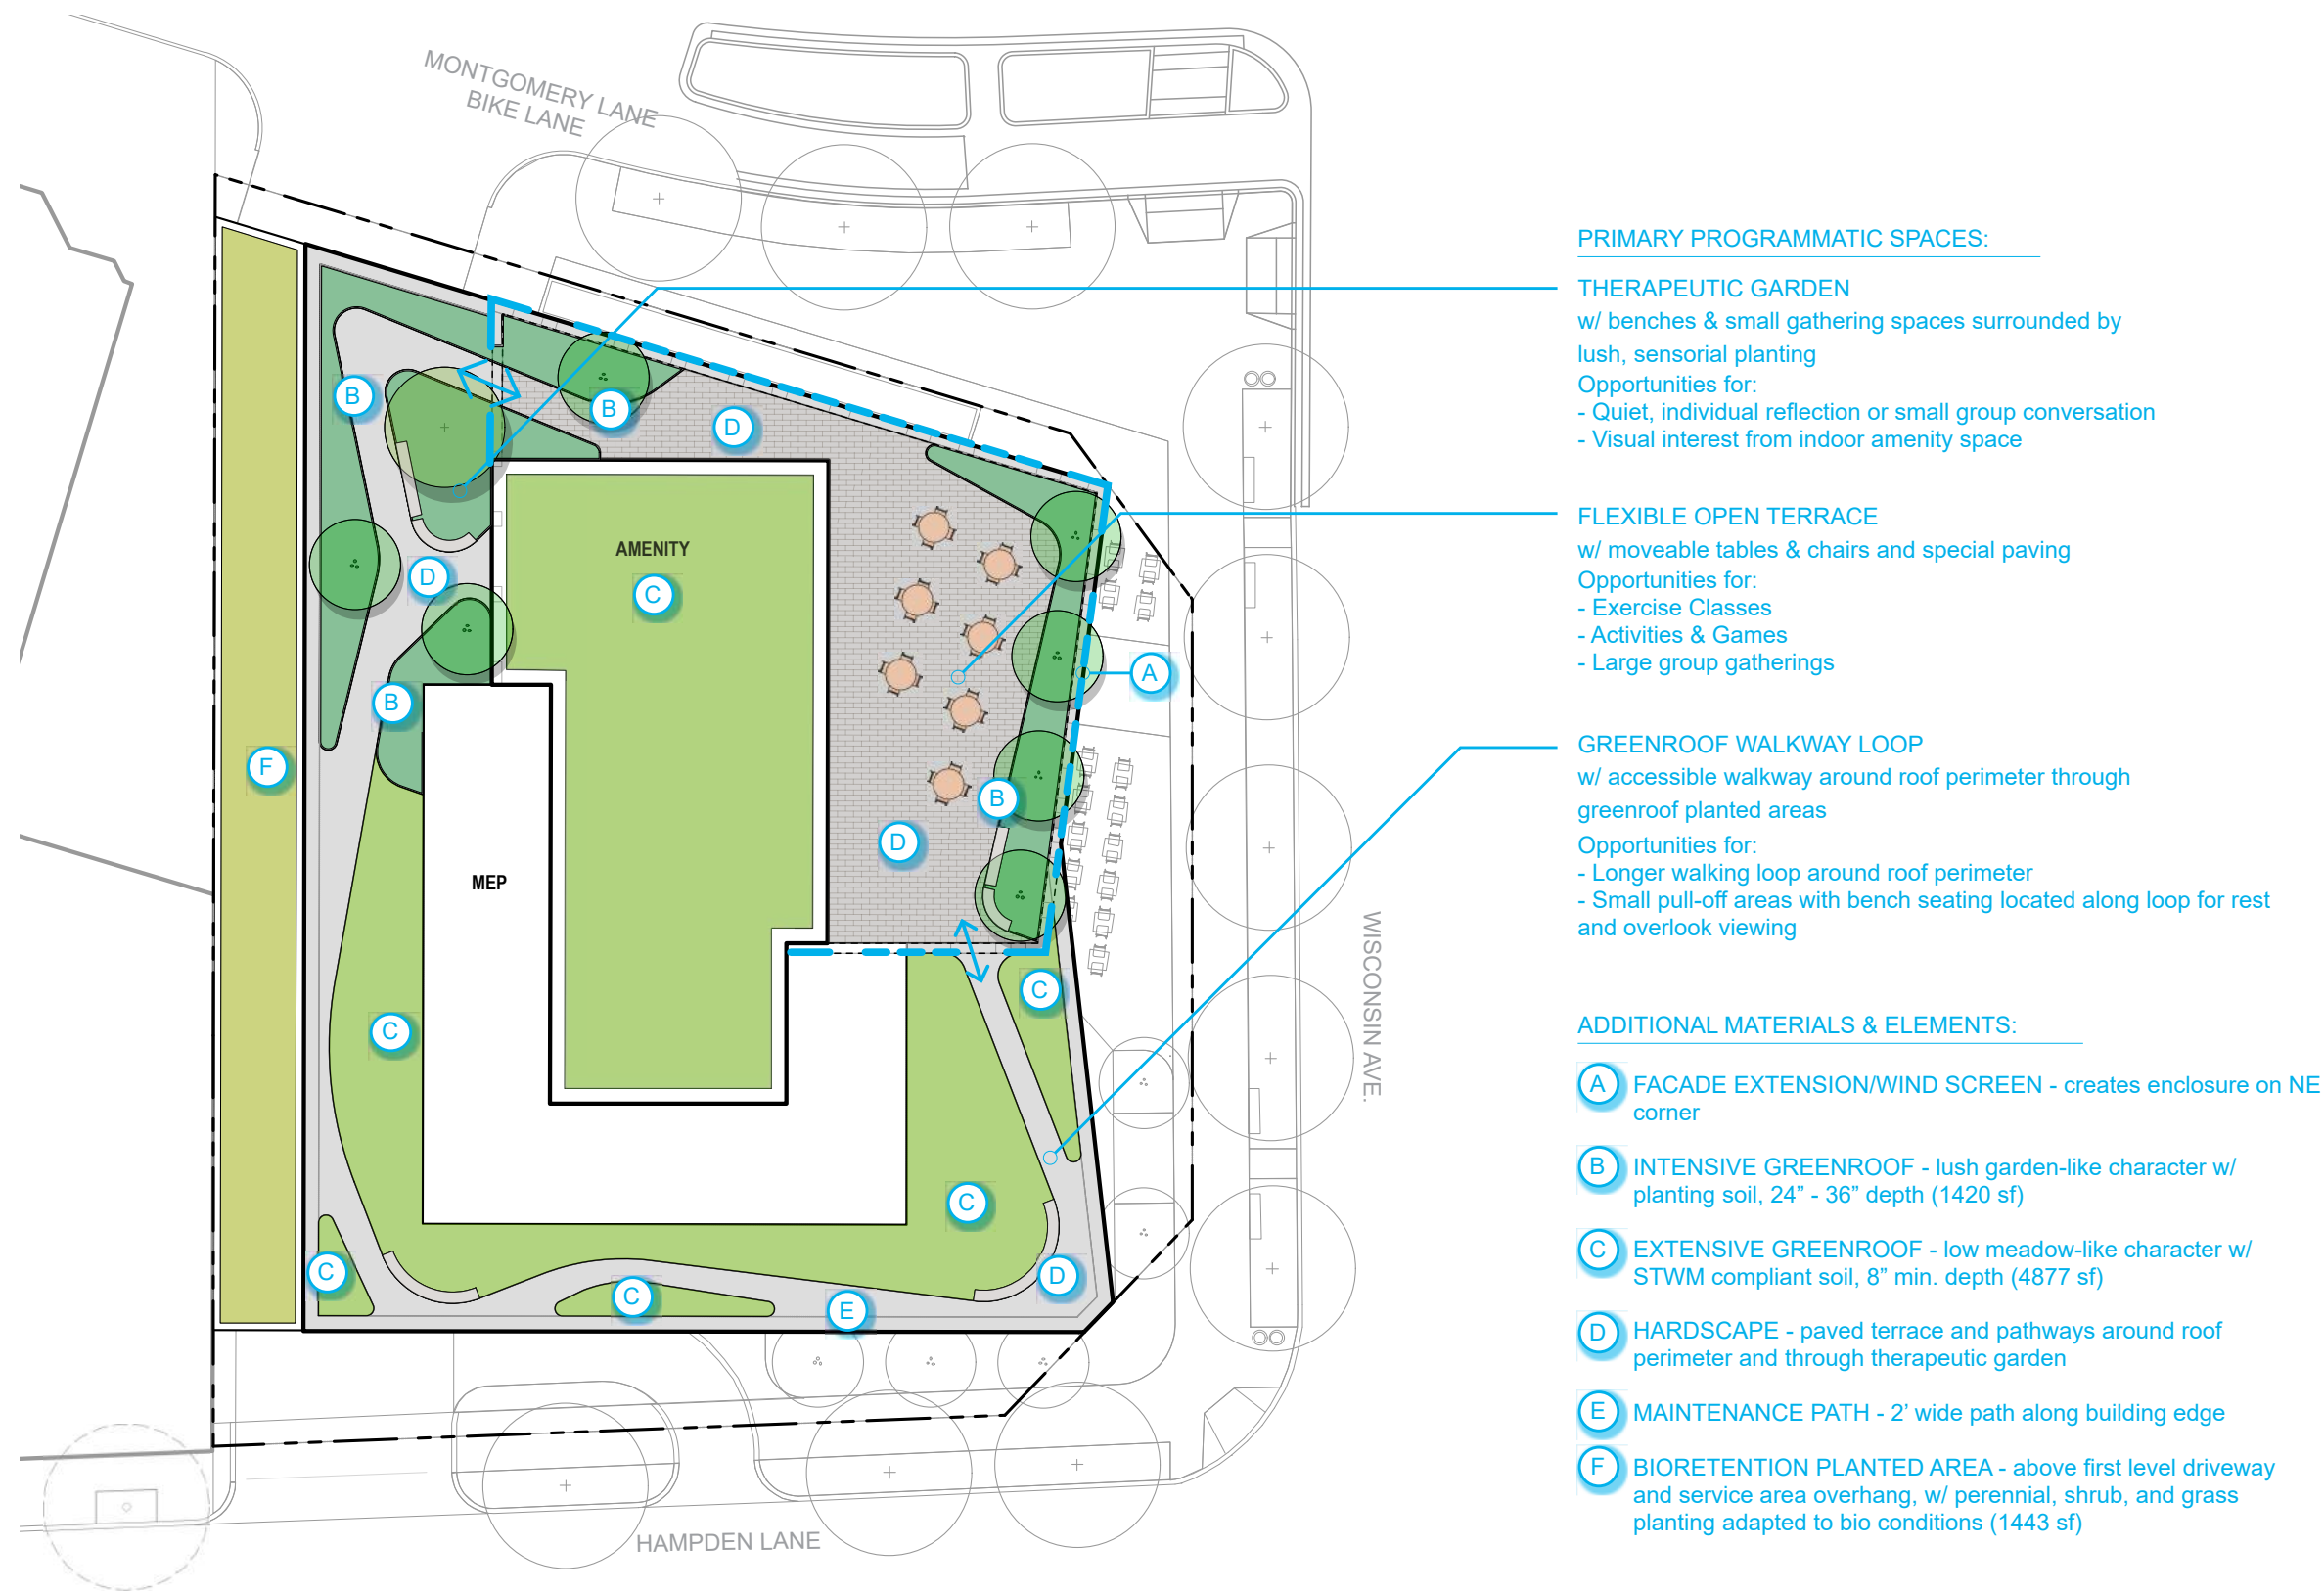 MONTGOMERY LANE
BIKE LANE
B
B
D
AMENITY
C
D
B
A
F
B
D
MEP
C
C
C
C
C
D
E
WISCONSIN AVE.
HAMPDEN LANE
PRIMARY PROGRAMMATIC SPACES:
THERAPEUTIC GARDEN
w/ benches & small gathering spaces surrounded by
lush, sensorial planting
Opportunities for:
- Quiet, individual reflection or small group conversation
- Visual interest from indoor amenity space
FLEXIBLE OPEN TERRACE
w/ moveable tables & chairs and special paving
Opportunities for:
- Exercise Classes
- Activities & Games
- Large group gatherings
GREENROOF WALKWAY LOOP
w/ accessible walkway around roof perimeter through
greenroof planted areas
Opportunities for:
- Longer walking loop around roof perimeter
- Small pull-off areas with bench seating located along loop for rest
and overlook viewing
ADDITIONAL MATERIALS & ELEMENTS:
A FACADE EXTENSION/WIND SCREEN - creates enclosure on NE
corner
B INTENSIVE GREENROOF - lush garden-like character w/
planting soil, 24” - 36” depth (1420 sf)
C EXTENSIVE GREENROOF - low meadow-like character w/
STWM compliant soil, 8” min. depth (4877 sf)
D HARDSCAPE - paved terrace and pathways around roof
perimeter and through therapeutic garden
E MAINTENANCE PATH - 2’ wide path along building edge
F BIORETENTION PLANTED AREA - above first level driveway
and service area overhang, w/ perennial, shrub, and grass
planting adapted to bio conditions (1443 sf)